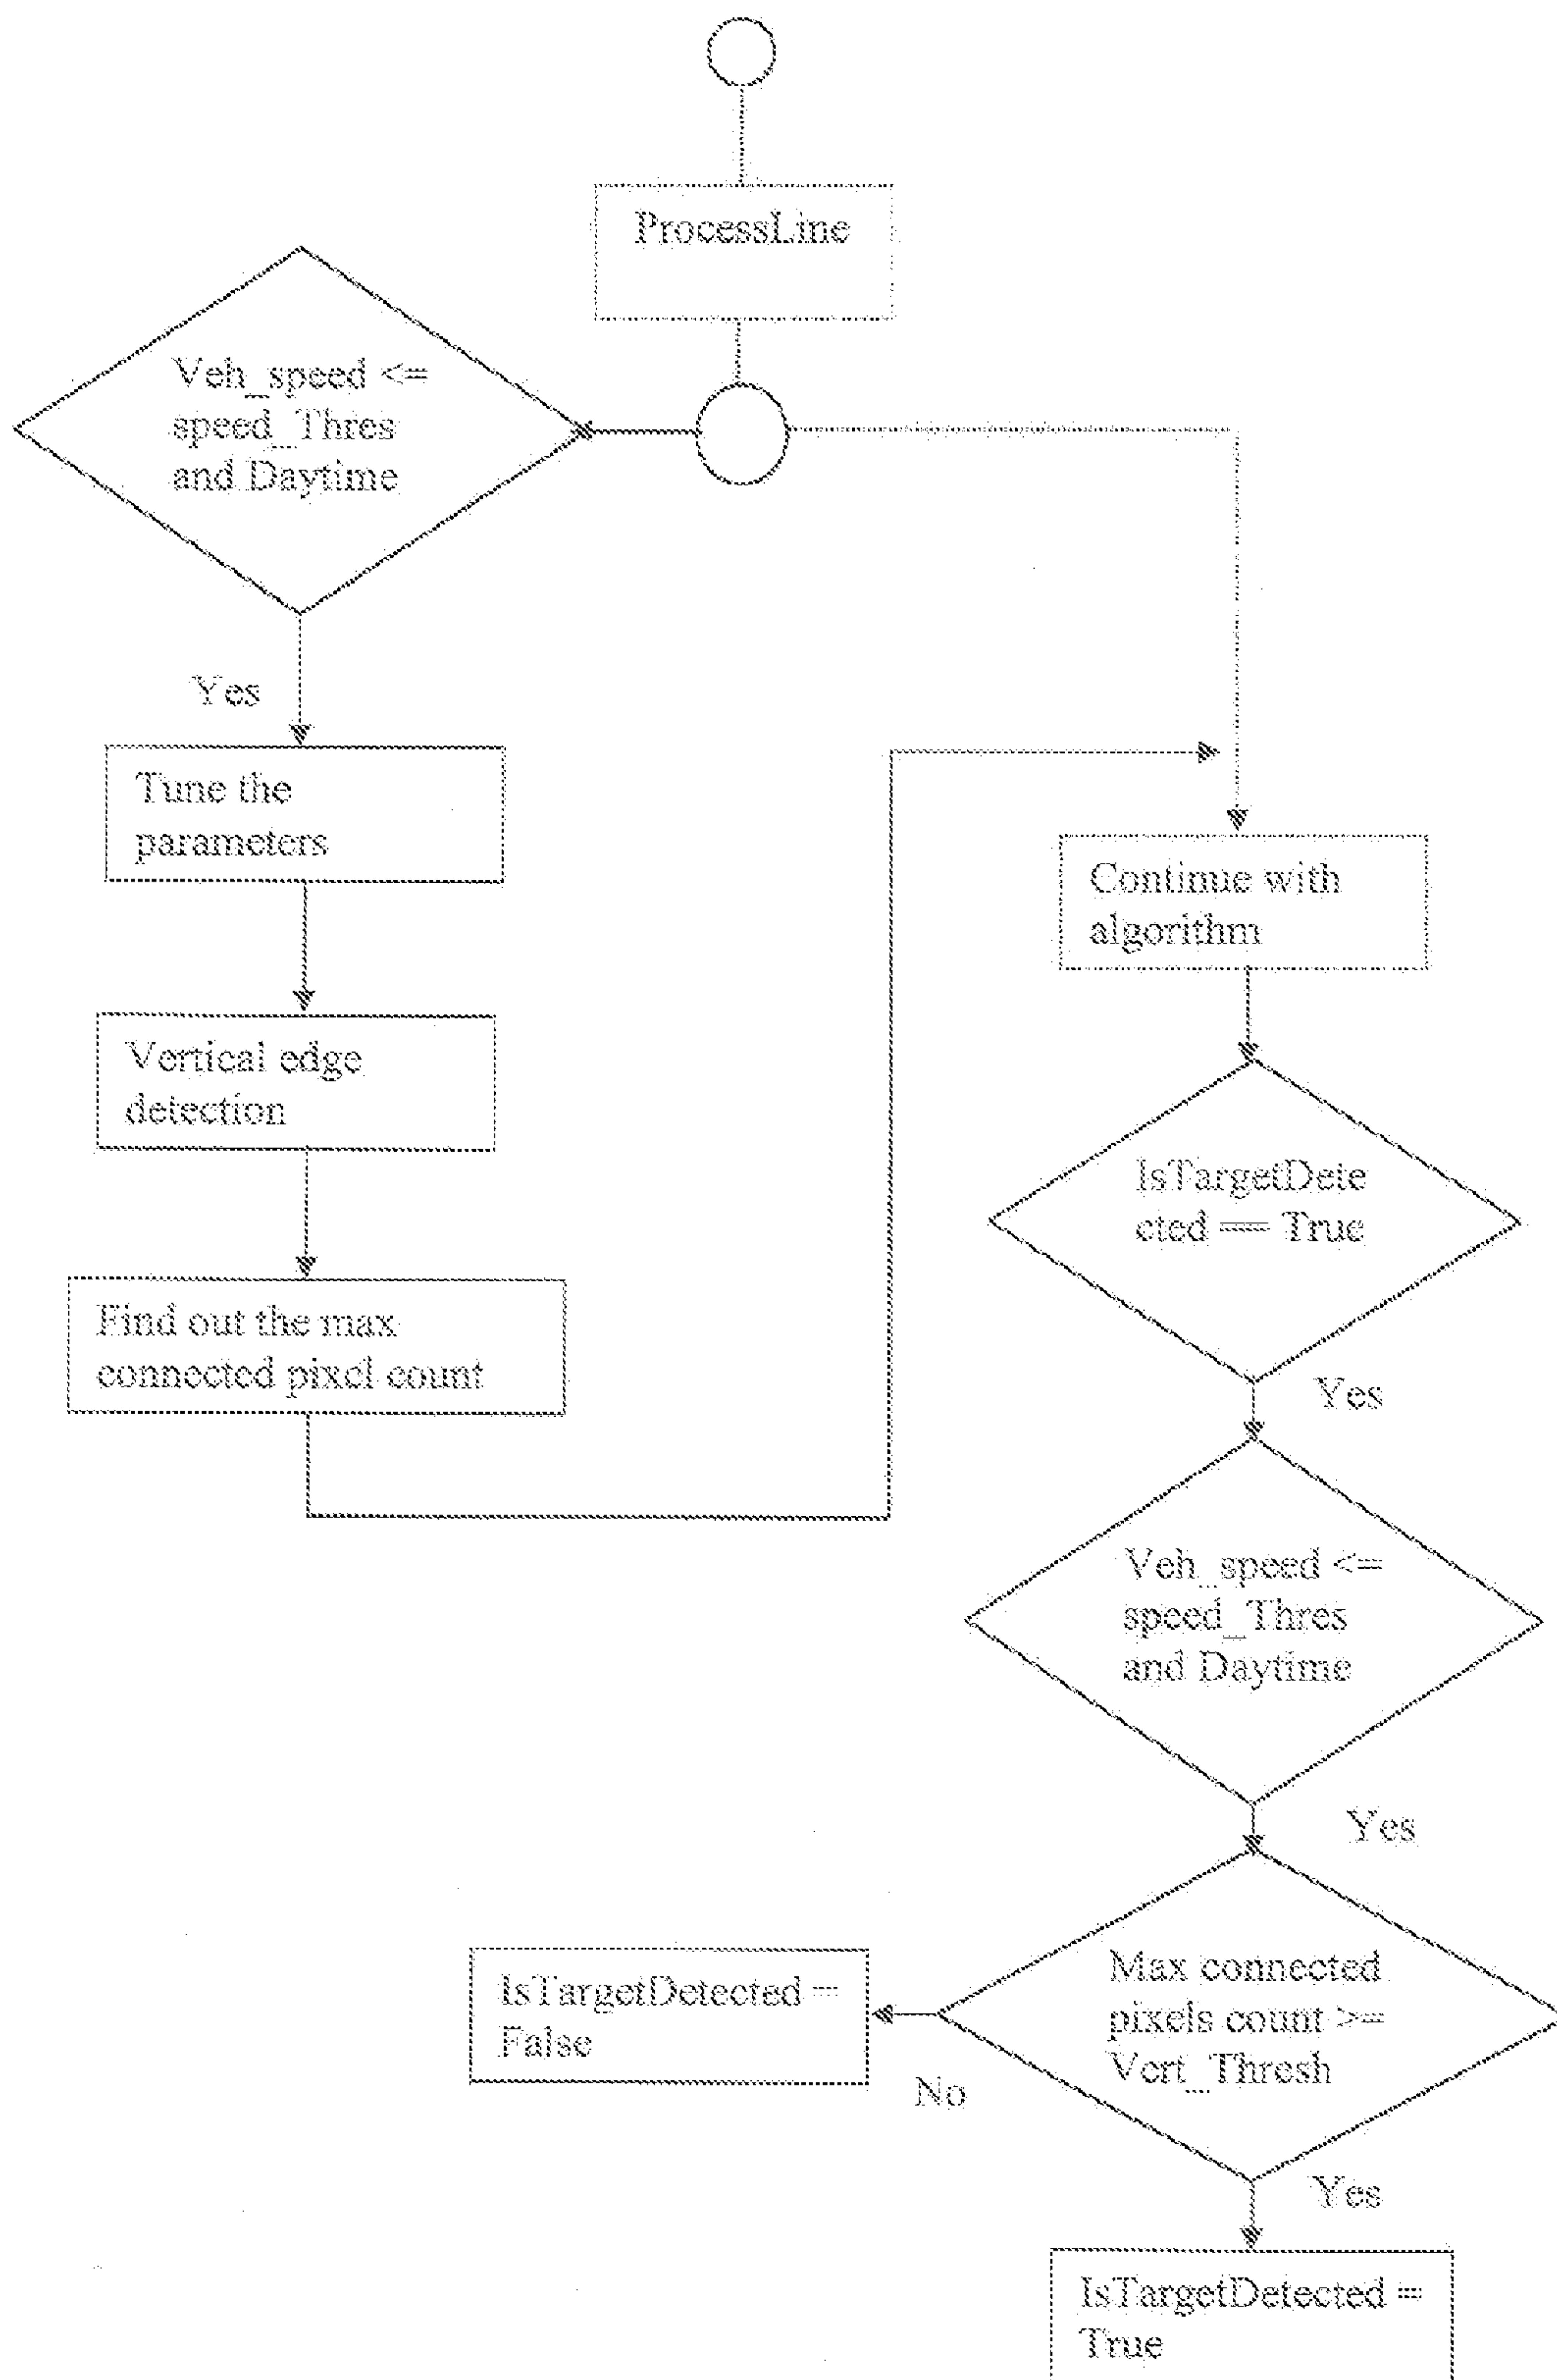 ProcessLine
Veh_speed <=
speed_Thres
and Daytime
Yes
Tune the
parameters
Vertical edge
detection
Find out the max
connected pixel count
Continue with
algorithm
IsTargetDete
cted == True
Yes
Veh_speed <=
speed_Thres
and Daytime
Yes
Max connected
pixels count >=
Vert_Thresh
No
IsTargetDetected =
False
Yes
IsTargetDetected =
True